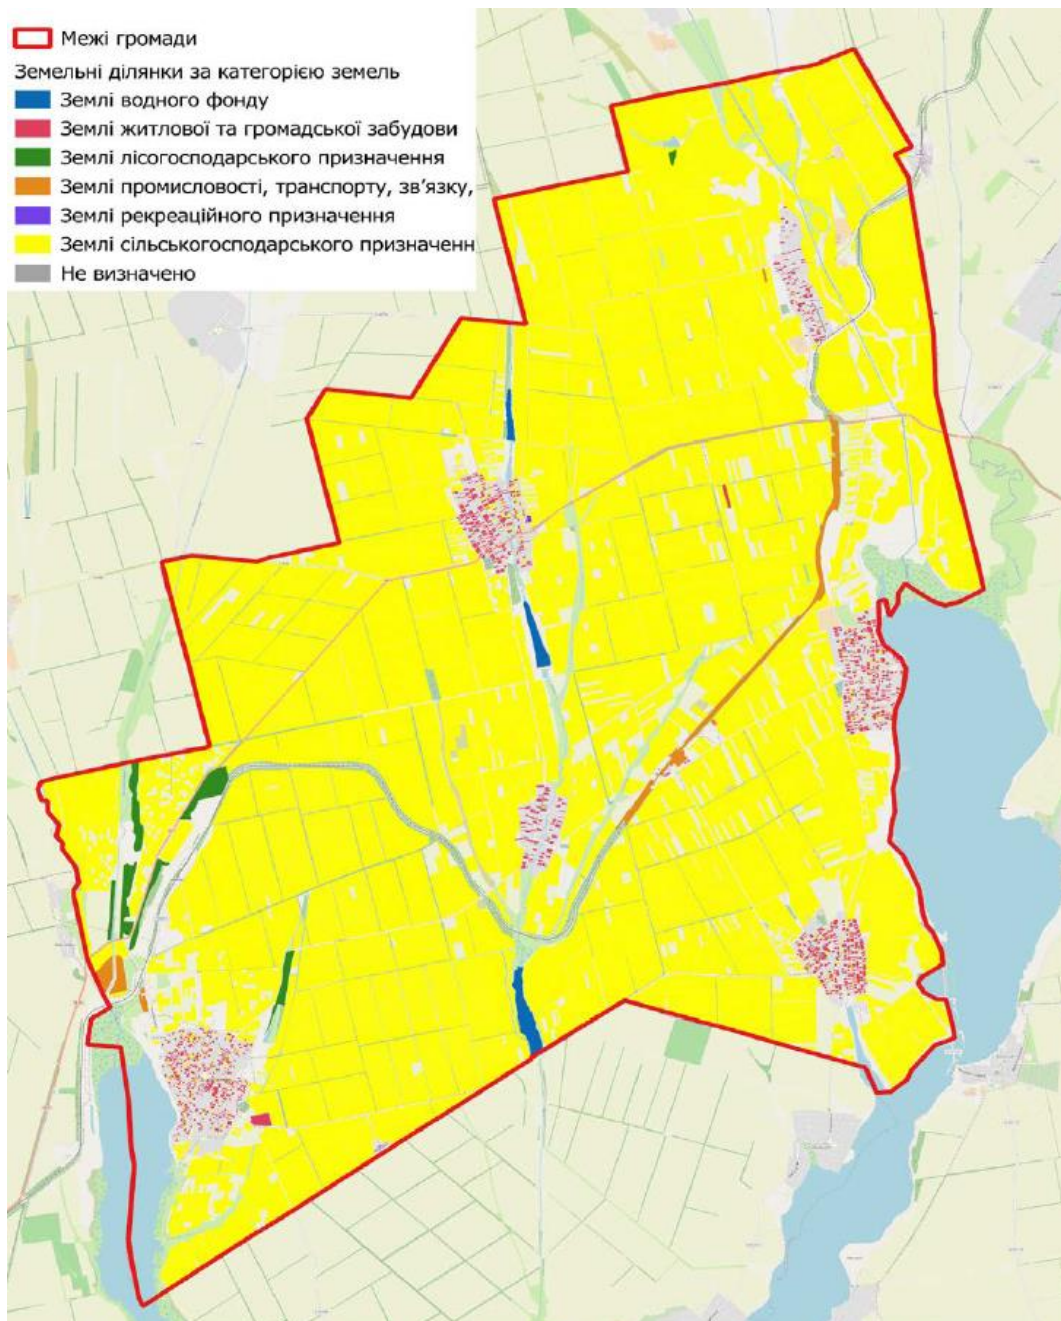 Межі громади
Земельні ділянки за категорією земель
Землі водного фонду
Землі житлової та громадської забудови
Землі лісогосподарського призначення
Землі промисловості, транспорту, зв’язку,
Землі рекреаційного призначення
Землі сільськогосподарського призначенн
Не визначено